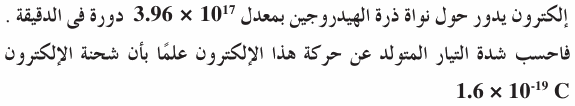 إلكترون يدور حول نواة ذرة الهيدروجين بمعدل 3.96 × 10¹⁷ دورة فى الدقيقة .
فاحسب شدة التيار المتولد عن حركة هذا الإلكترون علمًا بأن شحنة الإلكترون
1.6 × 10⁻¹⁹ C